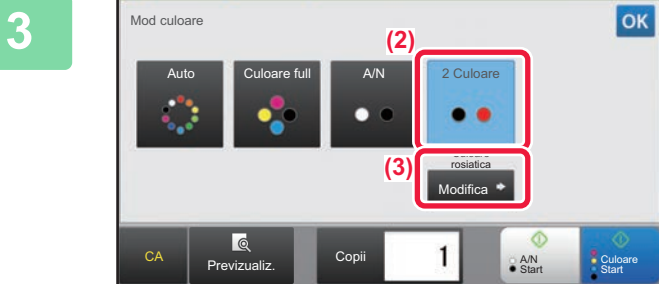 3
Mod culoare
OK
(2)
Auto
Culoare full
A/N
2 Culoare
(3)
rosiatica
Modifica
CA
Previzualiz.
Copii
1
A/N
Start
Culoare
Start